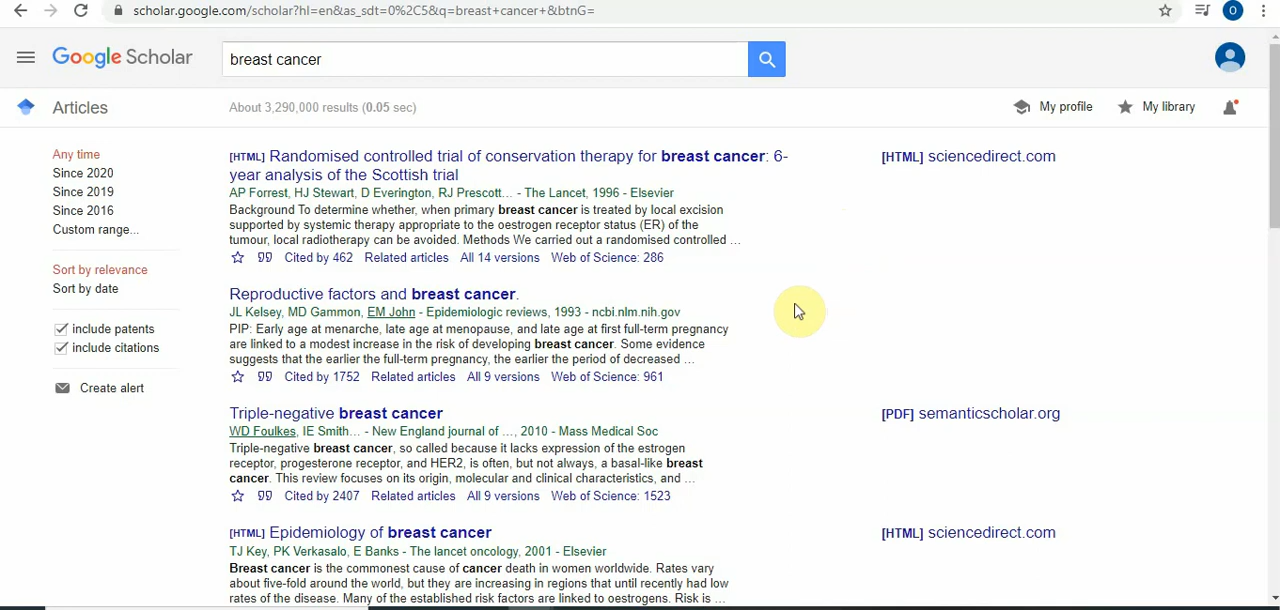 scholar.google.com/scholar?hl=en&as_sdt=0%2C5&q=breast+cancer+&btnG=
O
Google Scholar
breast cancer
Articles
About 3,290,000 results (0.05 sec)
My profile
My library
Any time
Since 2020
Since 2019
Since 2016
Custom range...
Sort by relevance
Sort by date
include patents
include citations
Create alert
[HTML] Randomised controlled trial of conservation therapy for breast cancer: 6-
year analysis of the Scottish trial
AP Forrest, HJ Stewart, D Everington, RJ Prescott... - The Lancet, 1996 - Elsevier
Background To determine whether, when primary breast cancer is treated by local excision
supported by systemic therapy appropriate to the oestrogen receptor status (ER) of the
tumour, local radiotherapy can be avoided. Methods We carried out a randomised controlled ...
Cited by 462 Related articles All 14 versions Web of Science: 286
[HTML] sciencedirect.com
Reproductive factors and breast cancer.
JL Kelsey, MD Gammon, EM John - Epidemiologic reviews, 1993 - ncbi.nlm.nih.gov
PIP: Early age at menarche, late age at menopause, and late age at first full-term pregnancy
are linked to a modest increase in the risk of developing breast cancer. Some evidence
suggests that the earlier the full-term pregnancy, the earlier the period of decreased ...
Cited by 1752 Related articles All 9 versions Web of Science: 961
Triple-negative breast cancer
WD Foulkes, IE Smith... - New England journal of ..., 2010 - Mass Medical Soc
Triple-negative breast cancer, so called because it lacks expression of the estrogen
receptor, progesterone receptor, and HER2, is often, but not always, a basal-like breast
cancer. This review focuses on its origin, molecular and clinical characteristics, and ...
Cited by 2407 Related articles All 9 versions Web of Science: 1523
[PDF] semanticscholar.org
[HTML] Epidemiology of breast cancer
TJ Key, PK Verkasalo, E Banks - The lancet oncology, 2001 - Elsevier
Breast cancer is the commonest cause of cancer death in women worldwide. Rates vary
about five-fold around the world, but they are increasing in regions that until recently had low
rates of the disease. Many of the established risk factors are linked to oestrogens. Risk is ...
[HTML] sciencedirect.com